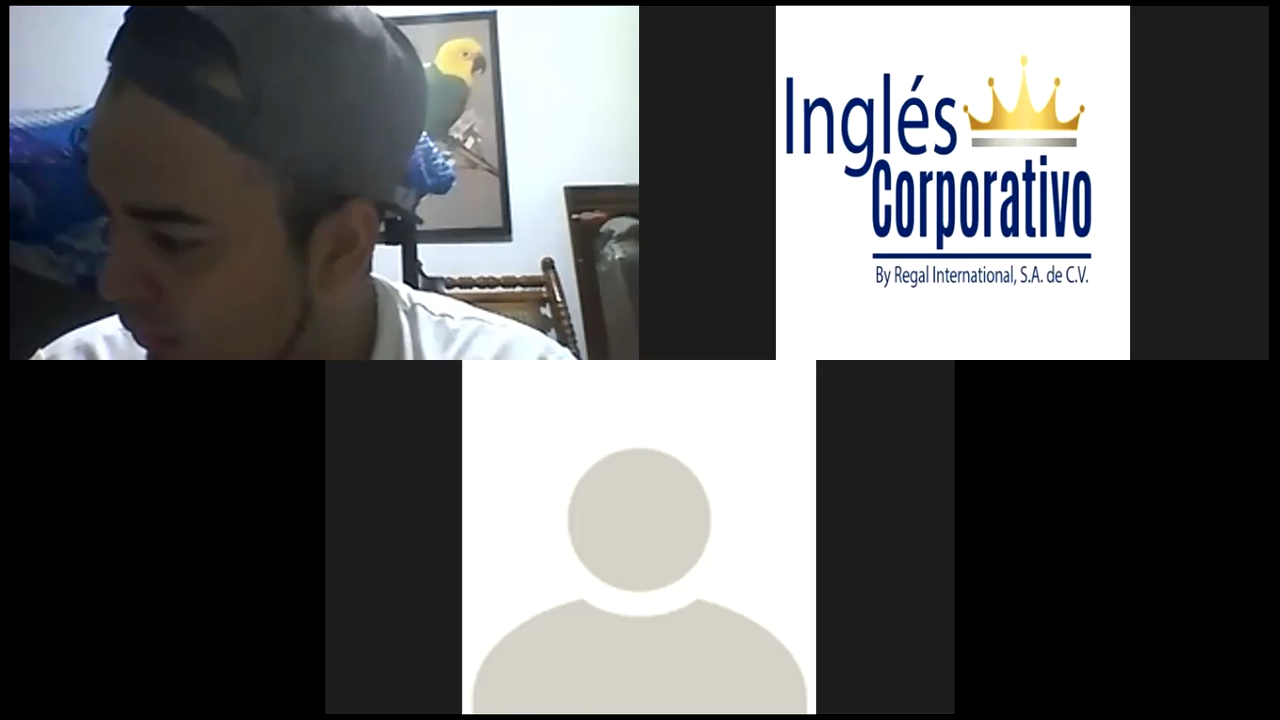 Inglés
Corporativo
By Regal International, S.A. de C.V.